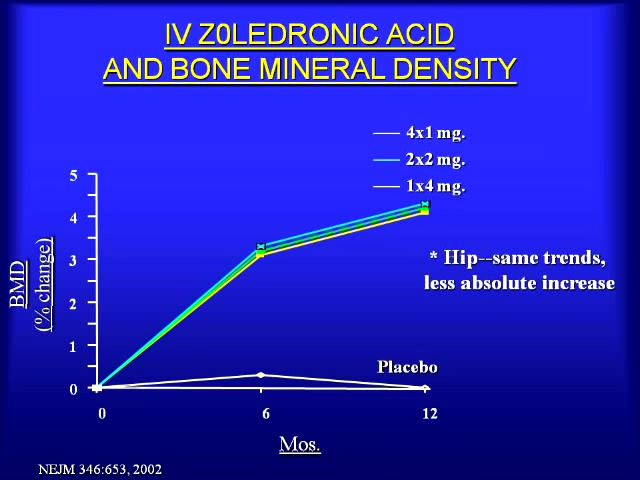 IV Z0LEDRONIC ACID
AND BONE MINERAL DENSITY
4x1 mg.
2x2 mg.
1x4 mg.
5
4
3
2
1
0
BMD
(% change)
* Hip--same trends,
less absolute increase
Placebo
0 6 12
Mos.
NEJM 346:653, 2002